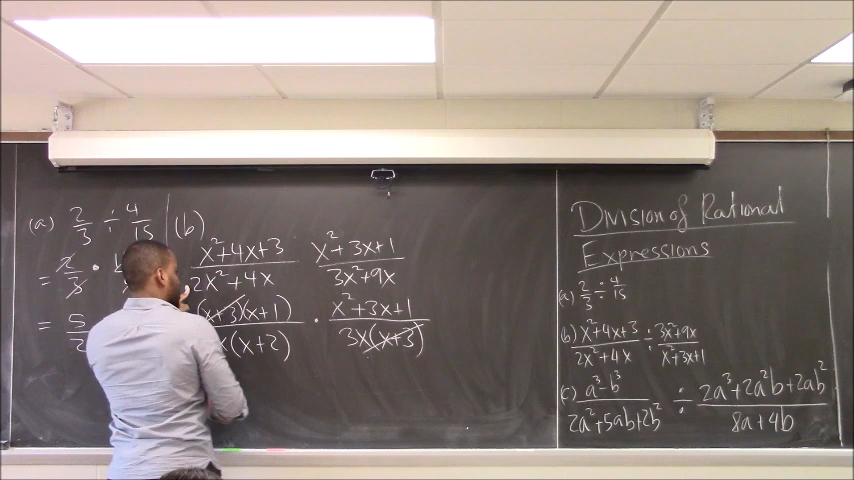 (a) 2/3 ÷ 4/15
= 2/3 ·
= 5/2
(b)
x²+4x+3 / 2x²+4x   x²+3x+1 / 3x²+9x
(x+3)(x+1) / x(x+2) · x²+3x+1 / 3x(x+3)
Division of Rational
Expressions
(a) 2/3 ÷ 4/15
(b) x²+4x+3 / 2x²+4x ÷ 3x²+9x / x²+3x+1
(c) a³-b³ / 2a²+5ab+2b² ÷ 2a³+2a²b+2ab² / 8a+4b